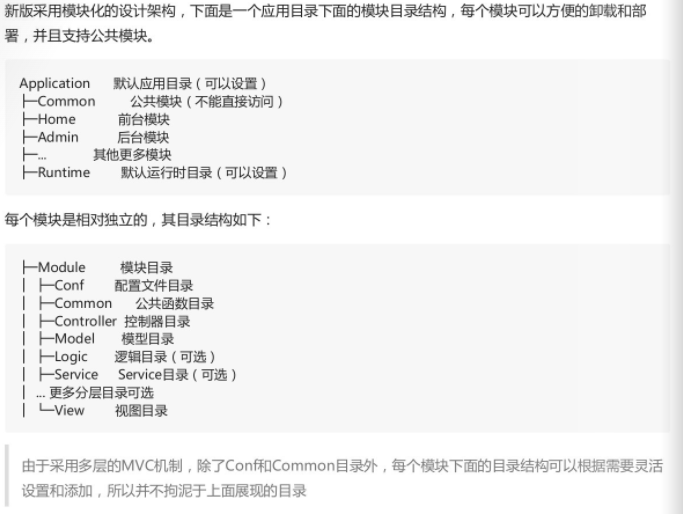 新版采用模块化的设计架构，下面是一个应用目录下面的模块目录结构，每个模块可以方便的卸载和部
署，并且支持公共模块。
Application 默认应用目录（可以设置）
├─Common 公共模块（不能直接访问）
├─Home 前台模块
├─Admin 后台模块
├─... 其他更多模块
├─Runtime 默认运行时目录（可以设置）
每个模块是相对独立的，其目录结构如下：
├─Module 模块目录
│ ├─Conf 配置文件目录
│ ├─Common 公共函数目录
│ ├─Controller 控制器目录
│ ├─Model 模型目录
│ ├─Logic 逻辑目录（可选）
│ ├─Service Service目录（可选）
│ ... 更多分层目录可选
│ └─View 视图目录
由于采用多层的MVC机制，除了Conf和Common目录外，每个模块下面的目录结构可以根据需要灵活
设置和添加，所以并不拘泥于上面展现的目录